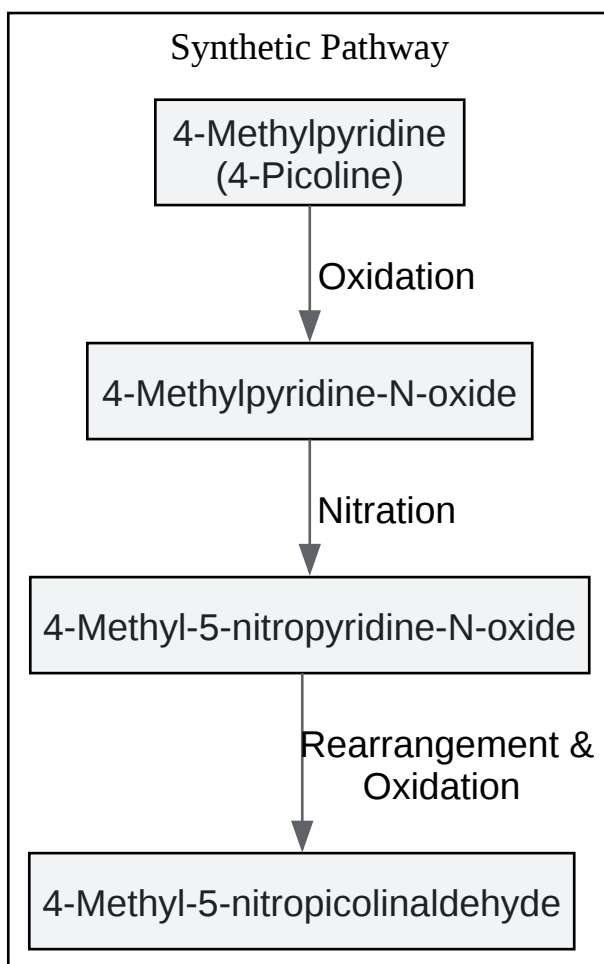 Synthetic Pathway
4-Methylpyridine
(4-Picoline)
Oxidation
4-Methylpyridine-N-oxide
Nitration
4-Methyl-5-nitropyridine-N-oxide
Rearrangement &
Oxidation
4-Methyl-5-nitropicolinaldehyde